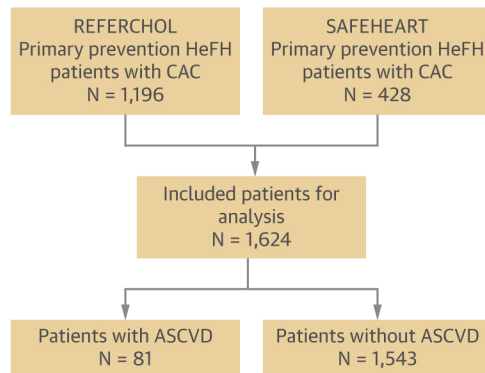 REFERCHOL
Primary prevention HeFH
patients with CAC
N = 1,196
SAFEHEART
Primary prevention HeFH
patients with CAC
N = 428
Included patients for
analysis
N = 1,624
Patients with ASCVD
N = 81
Patients without ASCVD
N = 1,543